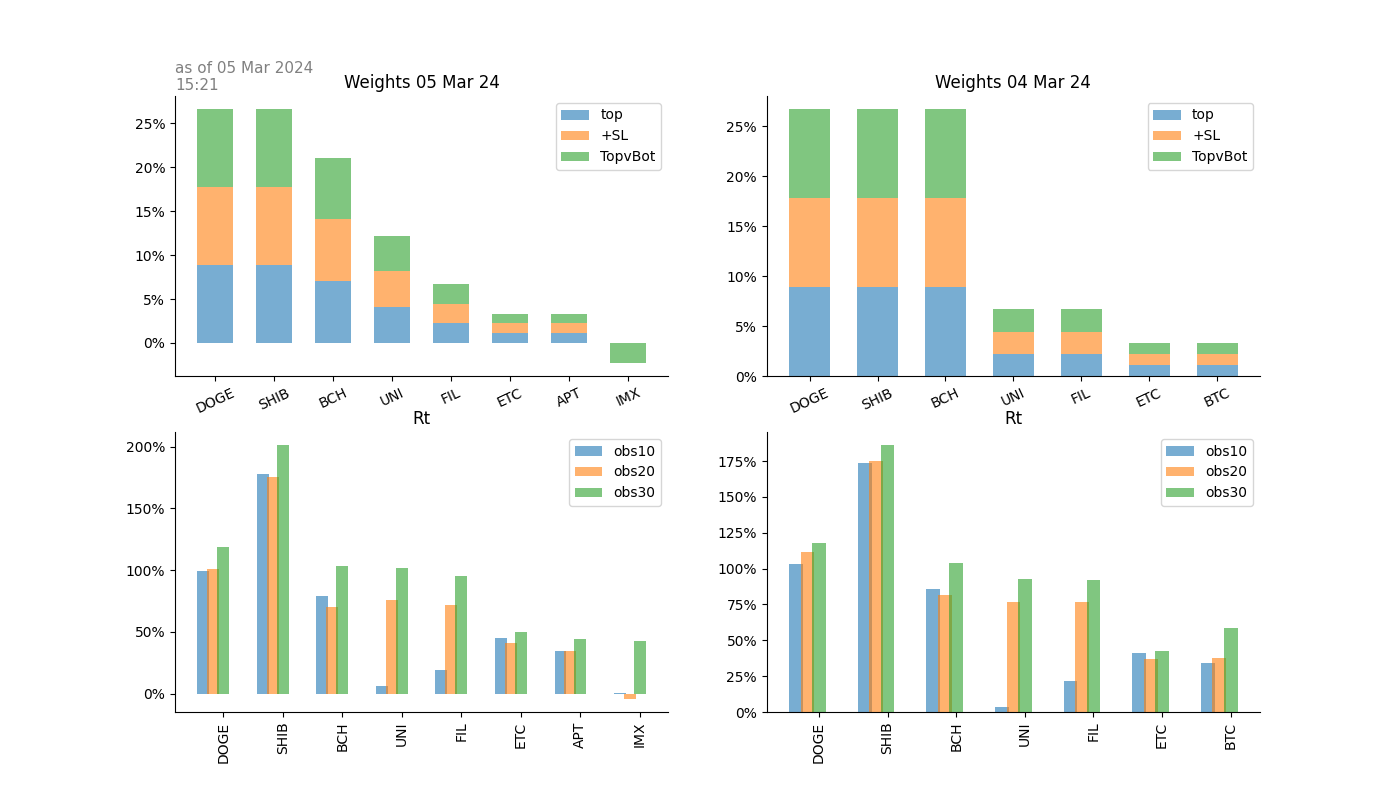 as of 05 Mar 2024
15:21
Weights 05 Mar 24
25%
20%
15%
10%
5%
0%
top
+SL
TopvBot
DOGE SHIB BCH UNI FIL ETC APT IMX
Weights 04 Mar 24
25%
20%
15%
10%
5%
0%
top
+SL
TopvBot
DOGE SHIB BCH UNI FIL ETC BTC
Rt
200%
150%
100%
50%
0%
obs10
obs20
obs30
DOGE SHIB BCH UNI FIL ETC APT IMX
Rt
175%
150%
125%
100%
75%
50%
25%
0%
obs10
obs20
obs30
DOGE SHIB BCH UNI FIL ETC BTC